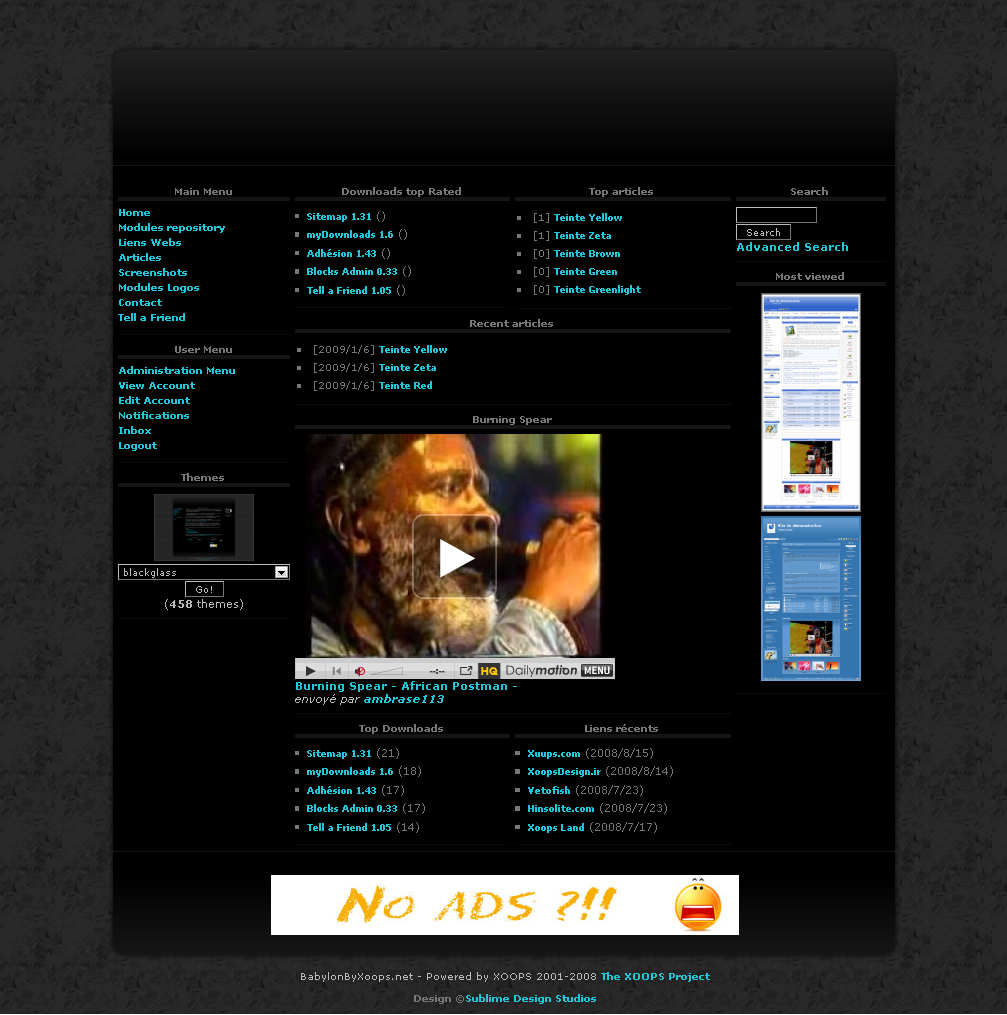 Main Menu
Home
Modules repository
Liens Webs
Articles
Screenshots
Modules Logos
Contact
Tell a Friend
User Menu
Administration Menu
View Account
Edit Account
Notifications
Inbox
Logout
Themes
blackglass
Go!
(458 themes)
Downloads top Rated
Sitemap 1.31 ()
myDownloads 1.6 ()
Adhésion 1.43 ()
Blocks Admin 0.33 ()
Tell a Friend 1.05 ()
Top articles
[1] Teinte Yellow
[1] Teinte Zeta
[0] Teinte Brown
[0] Teinte Green
[0] Teinte Greenlight
Recent articles
[2009/1/6] Teinte Yellow
[2009/1/6] Teinte Zeta
[2009/1/6] Teinte Red
Burning Spear
--:-- HQ Dailymotion MENU
Burning Spear - African Postman -
envoyé par ambrase113
Top Downloads
Sitemap 1.31 (21)
myDownloads 1.6 (18)
Adhésion 1.43 (17)
Blocks Admin 0.33 (17)
Tell a Friend 1.05 (14)
Liens récents
Xuups.com (2008/8/15)
XoopsDesign.ir (2008/8/14)
Vetofish (2008/7/23)
Hinsolite.com (2008/7/23)
Xoops Land (2008/7/17)
Search
Search
Advanced Search
Most viewed
No ADS ?!!
BabylonByXoops.net - Powered by XOOPS 2001-2008 The XOOPS Project
Design ©Sublime Design Studios